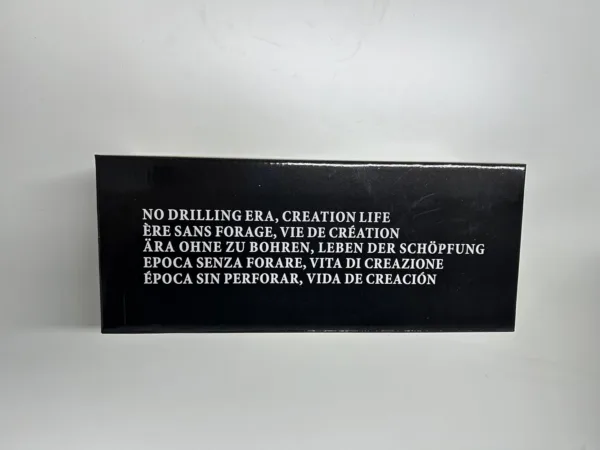 NO DRILLING ERA, CREATION LIFE
ÈRE SANS FORAGE, VIE DE CRÉATION
ÄRA OHNE ZU BOHREN, LEBEN DER SCHÖPFUNG
EPOCA SENZA FORARE, VITA DI CREAZIONE
ÉPOCA SIN PERFORAR, VIDA DE CREACIÓN